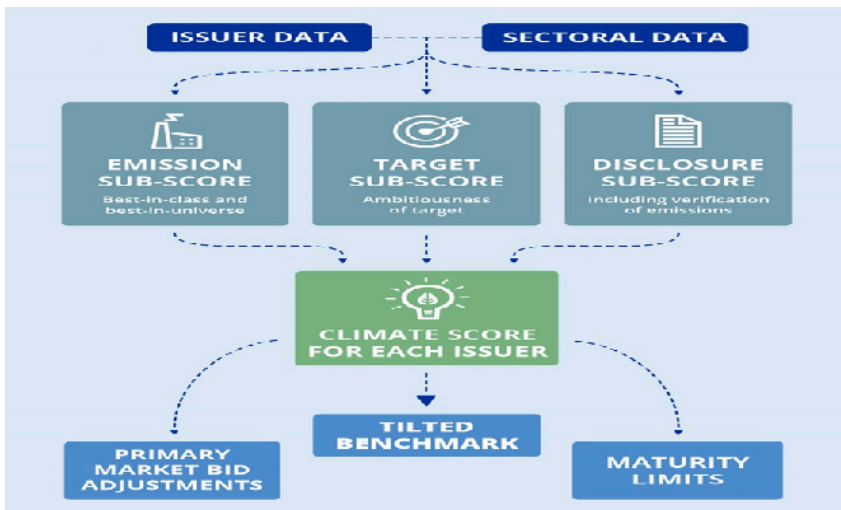 ISSUER DATA
SECTORAL DATA
EMISSION
SUB-SCORE
Best-in-class and
best-in-universe
TARGET
SUB-SCORE
Ambitiousness
of target
DISCLOSURE
SUB-SCORE
Including verification
of emissions
CLIMATE SCORE
FOR EACH ISSUER
PRIMARY
MARKET BID
ADJUSTMENTS
TILTED
BENCHMARK
MATURITY
LIMITS